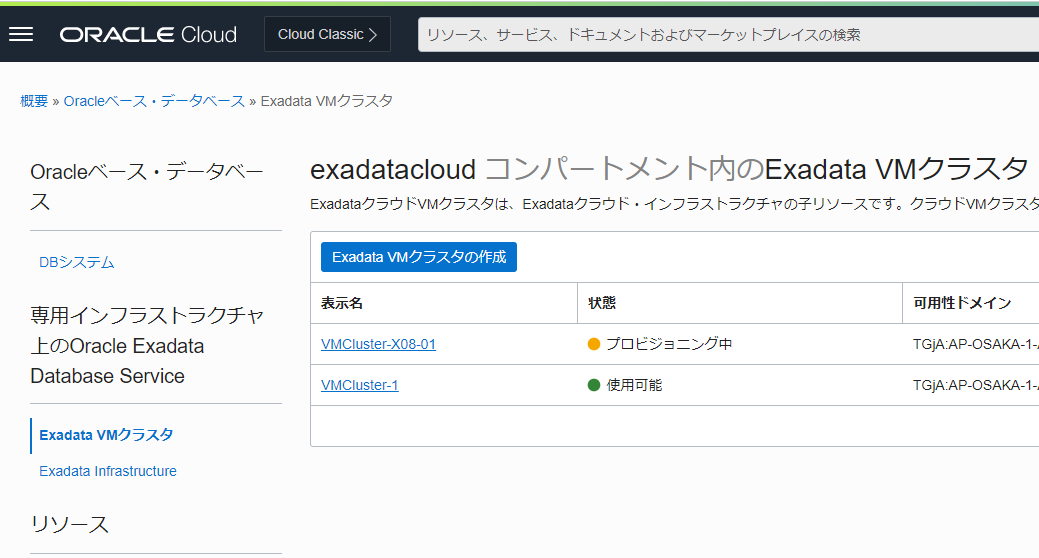 ORACLE Cloud
Cloud Classic
リソース、サービス、ドキュメントおよびマーケットプレイスの検索
概要 » Oracleベース・データベース » Exadata VMクラスタ
Oracleベース・データベー
ス
DBシステム
専用インフラストラクチャ
上のOracle Exadata
Database Service
Exadata VMクラスタ
Exadata Infrastructure
リソース
exadatacloud コンパートメント内のExadata VMクラスタ
ExadataクラウドVMクラスタは、Exadataクラウド・インフラストラクチャの子リソースです。クラウドVMクラスタ
Exadata VMクラスタの作成
表示名 状態 可用性ドメイン
VMCluster-X08-01 プロビジョニング中 TGjA:AP-OSAKA-1-
VMCluster-1 使用可能 TGjA:AP-OSAKA-1-